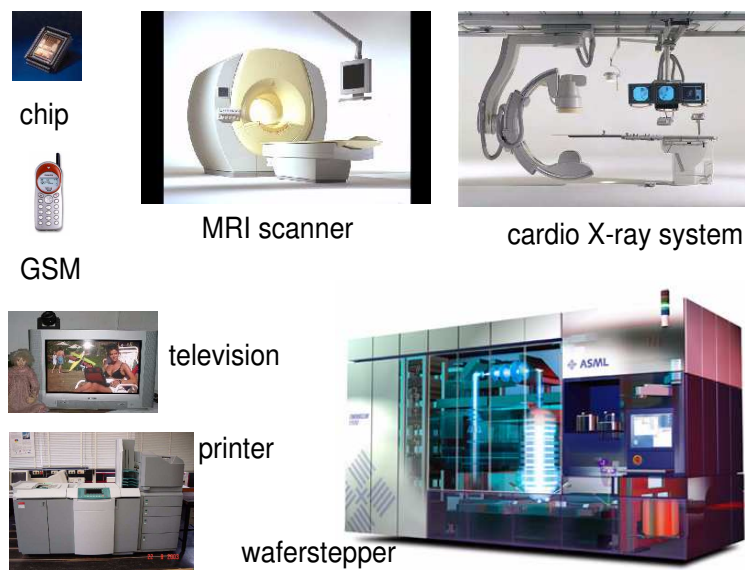 chip
MRI scanner
cardio X-ray system
GSM
television
ASML
printer
waferstepper